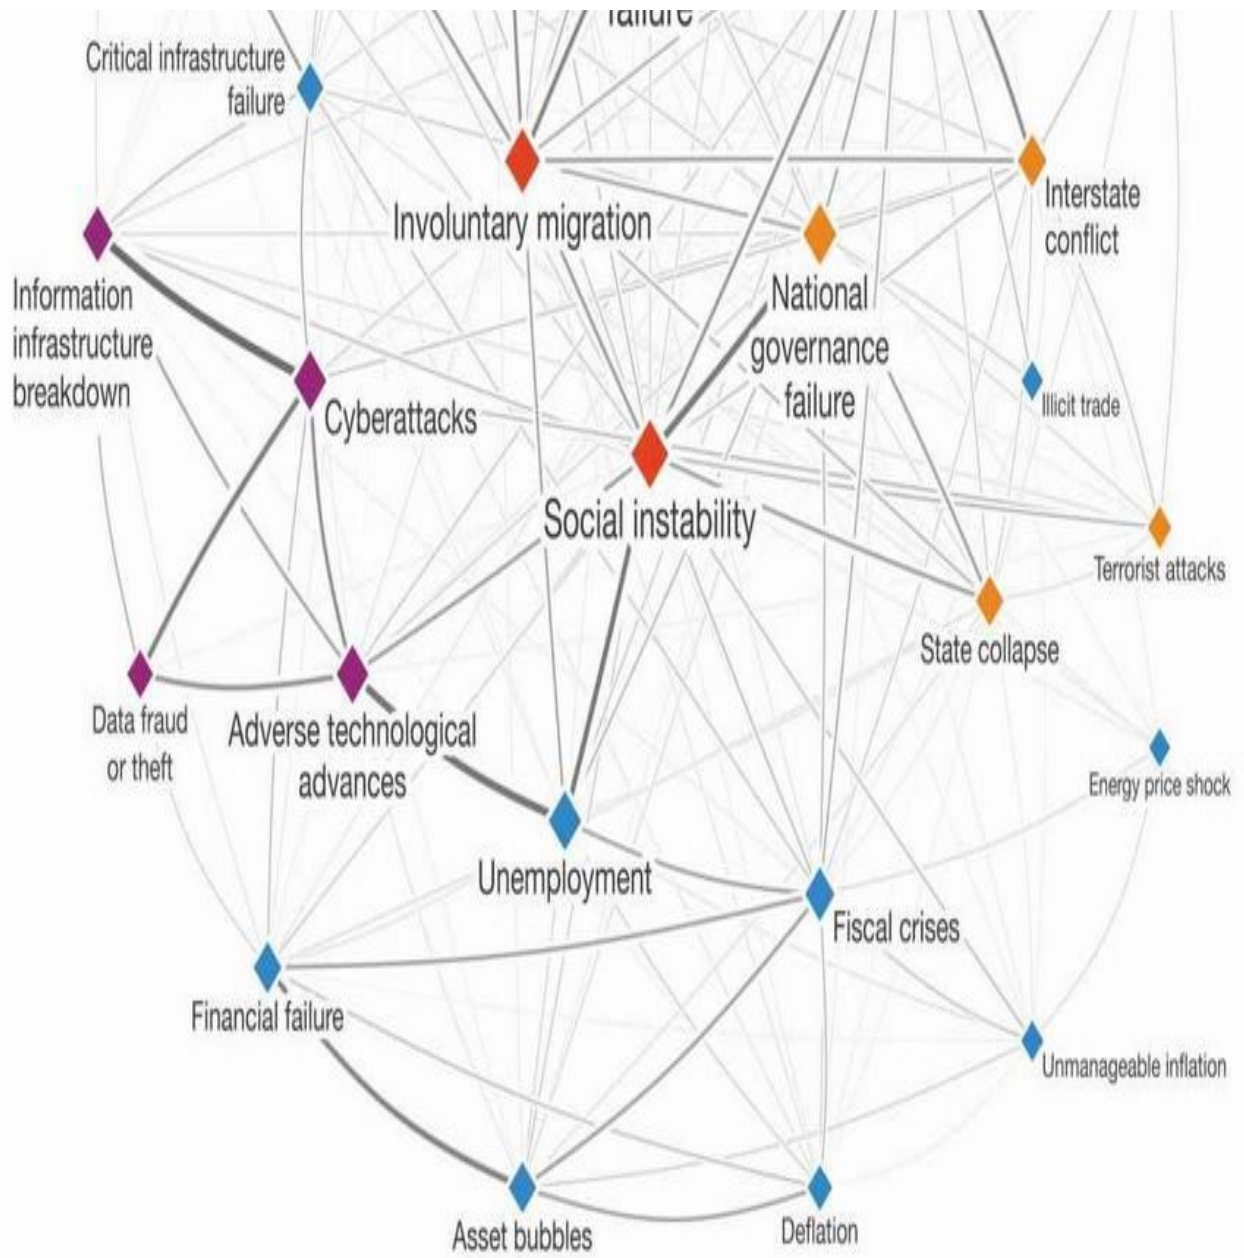 failure
Critical infrastructure
failure
Interstate
conflict
Involuntary migration
Information
infrastructure
breakdown
National
governance
failure
Illicit trade
Cyberattacks
Social instability
Terrorist attacks
State collapse
Data fraud
or theft
Adverse technological
advances
Energy price shock
Unemployment
Fiscal crises
Financial failure
Unmanageable inflation
Asset bubbles
Deflation